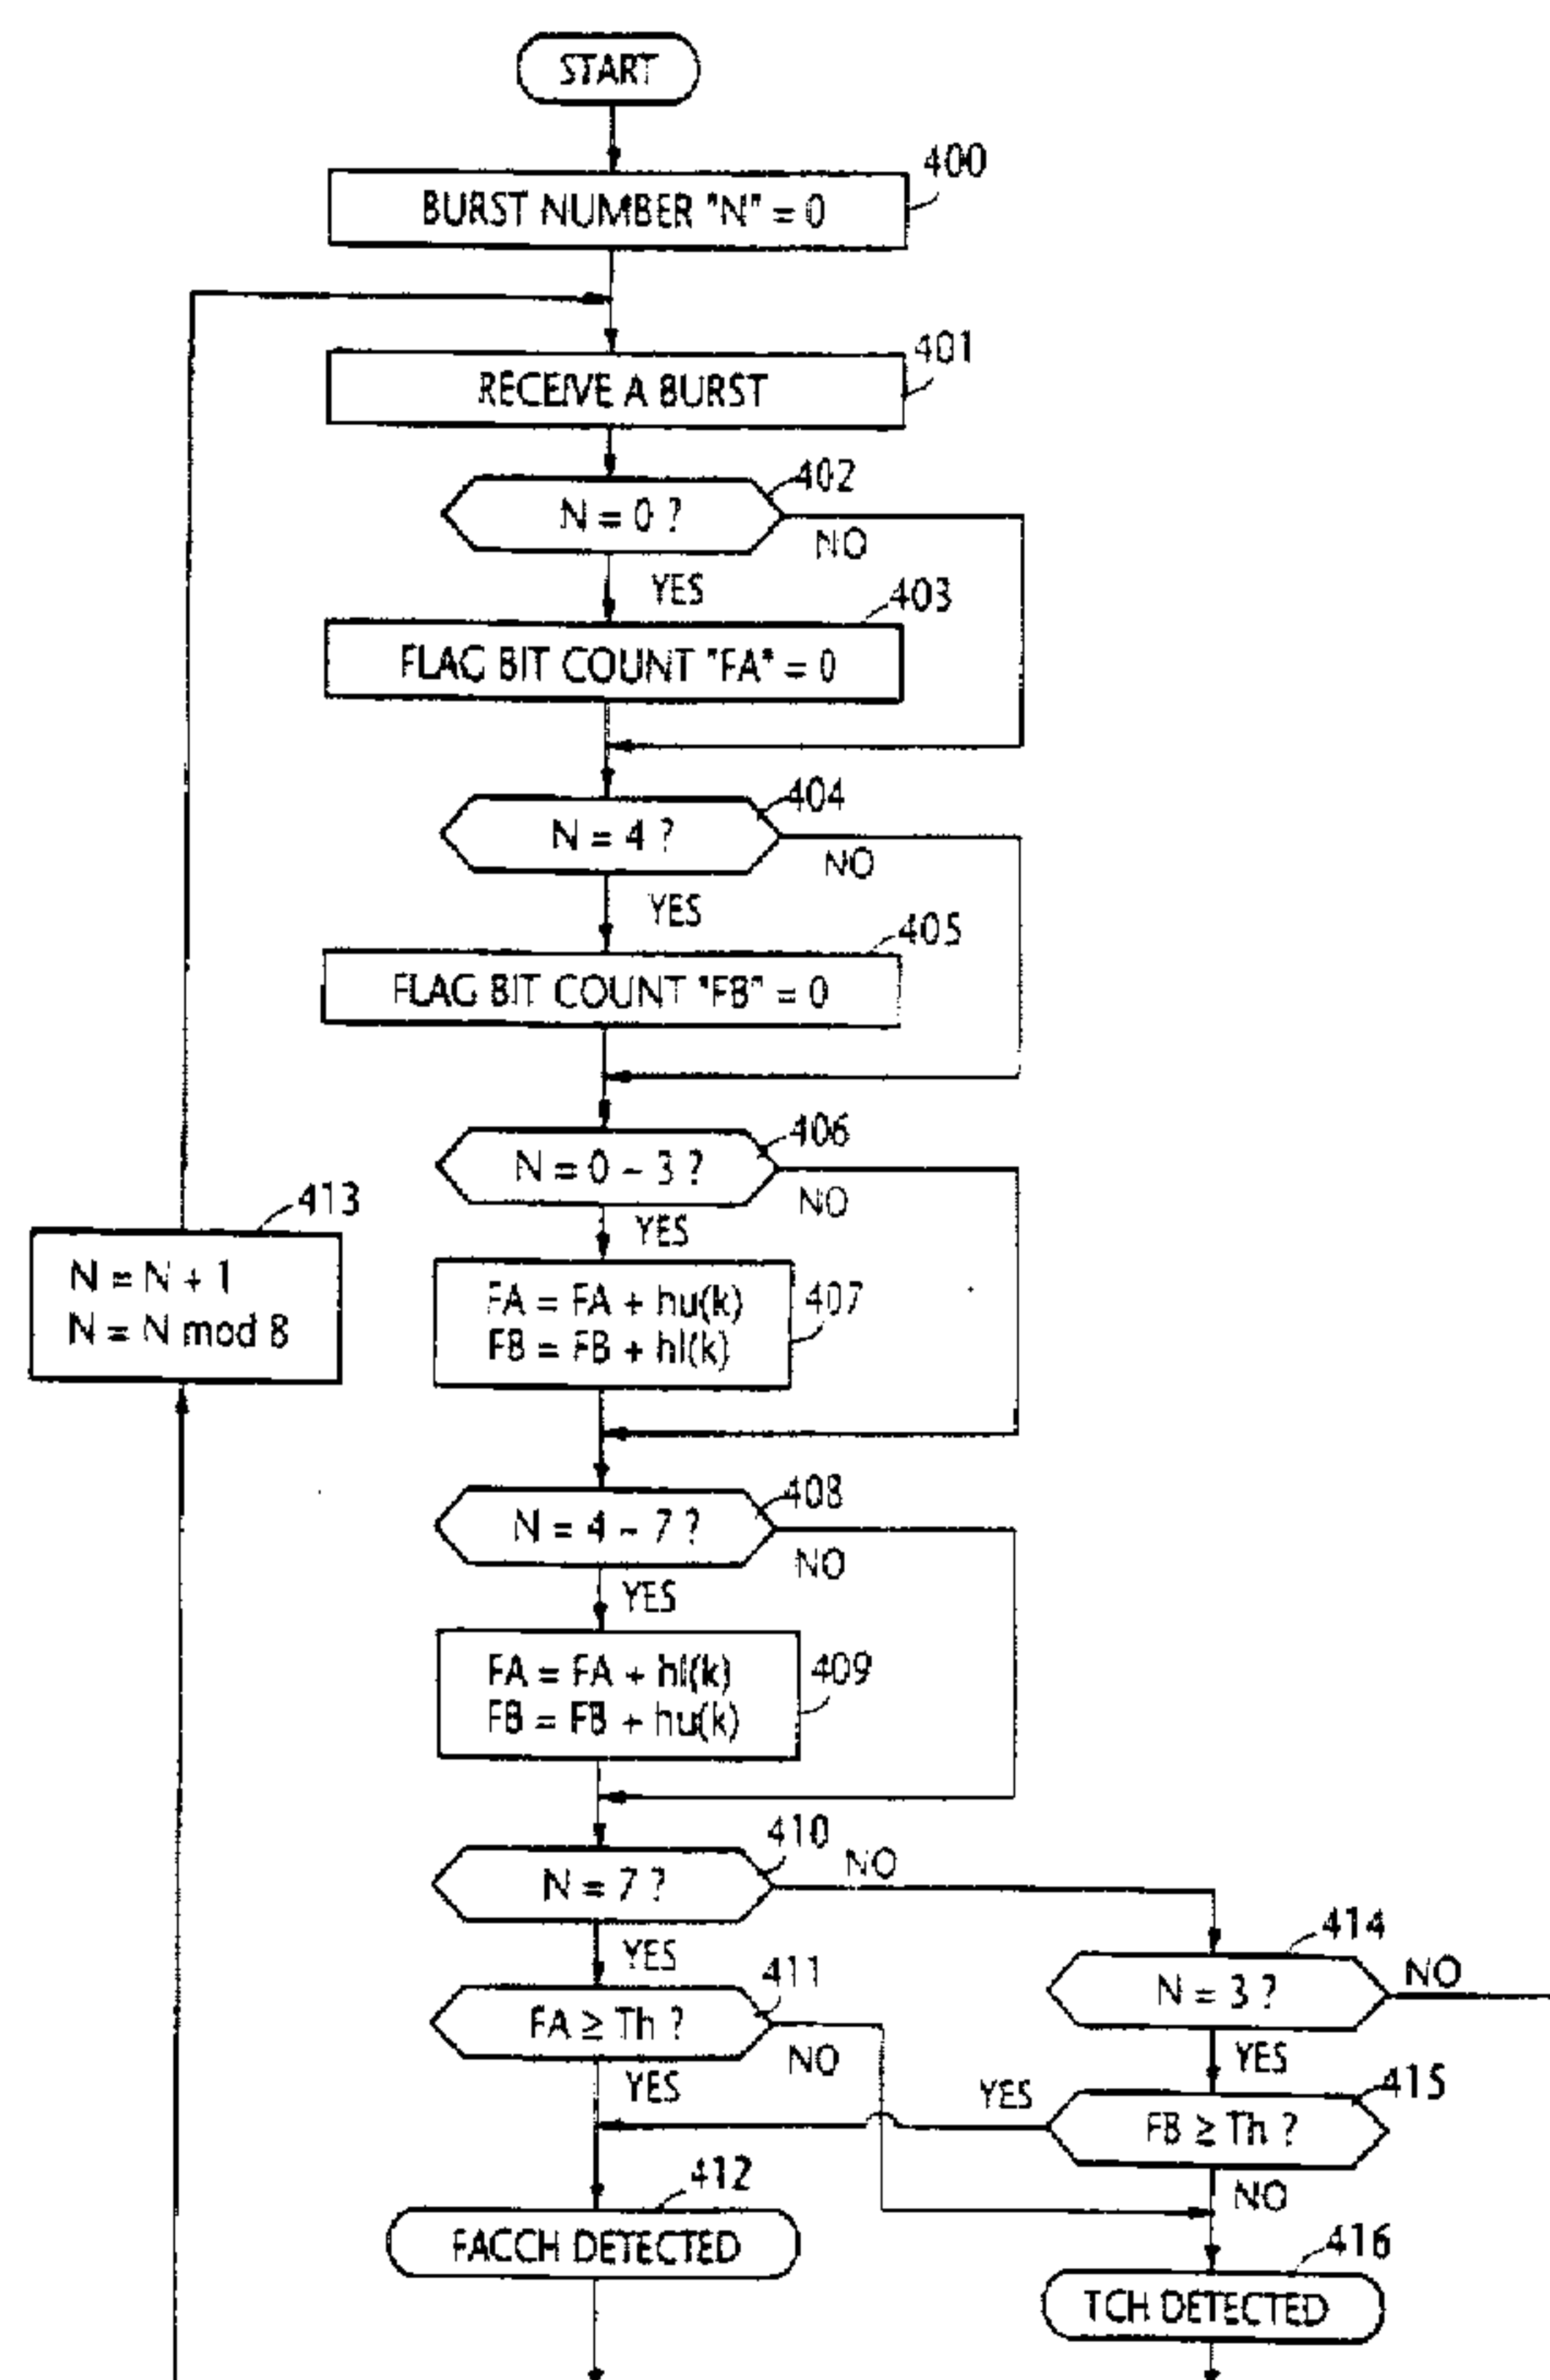 START
400
BURST NUMBER "N" = 0
401
RECEIVE A BURST
402
N = 0 ?
NO
YES
403
FLAG BIT COUNT "FA" = 0
404
N = 4 ?
NO
YES
405
FLAG BIT COUNT "FB" = 0
406
N = 0 – 3 ?
NO
YES
413
N = N + 1
N = N mod 8
407
FA = FA + hu(k)
FB = FB + hl(k)
408
N = 4 – 7 ?
NO
YES
409
FA = FA + hl(k)
FB = FB + hu(k)
410
N = 7 ?
NO
YES
414
N = 3 ?
NO
YES
411
FA ≥ Th ?
NO
YES
415
FB ≥ Th ?
YES
NO
412
FACCH DETECTED
416
TCH DETECTED